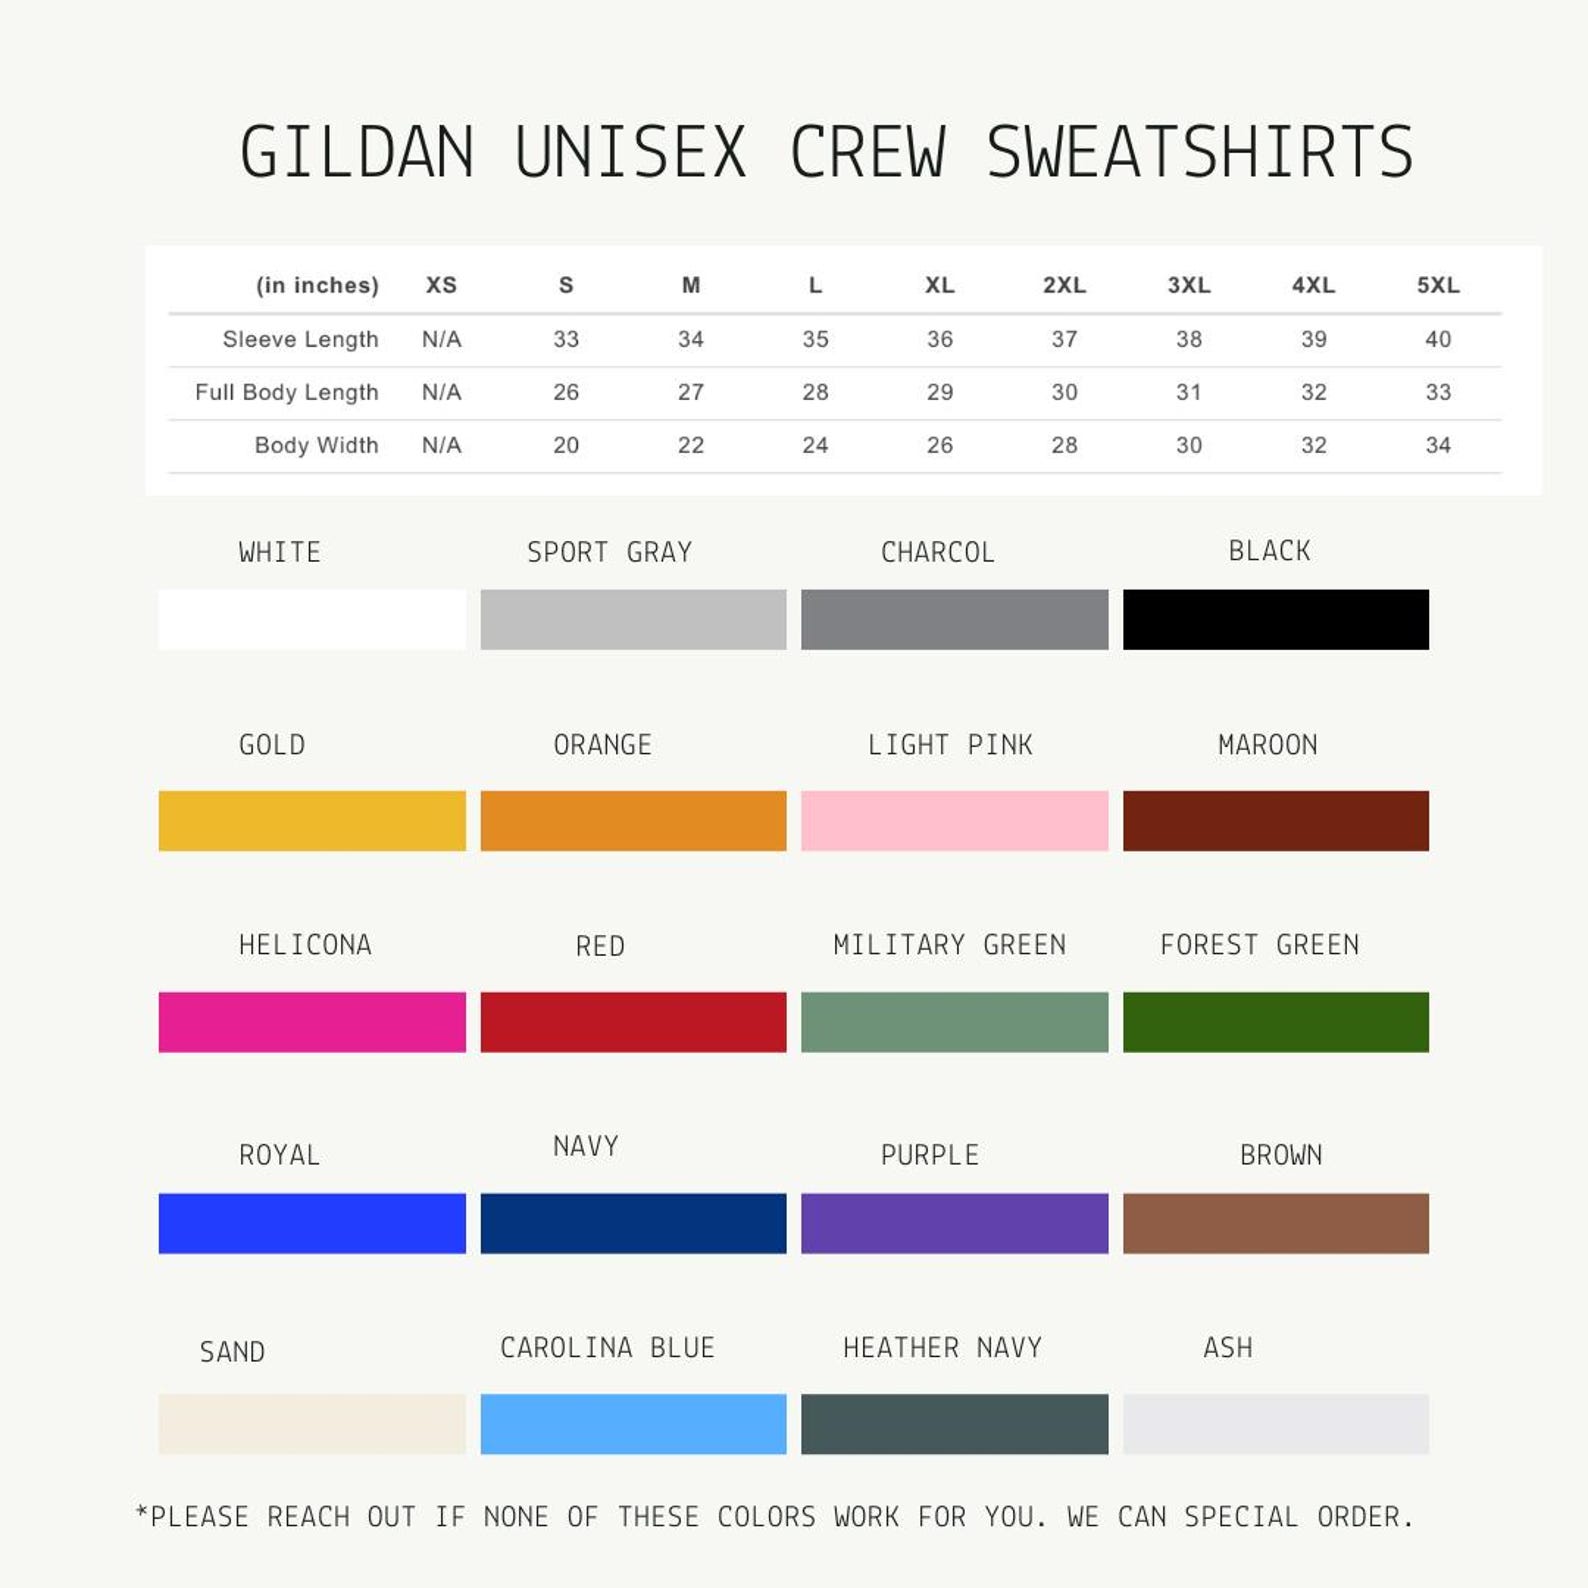 GILDAN UNISEX CREW SWEATSHIRTS
(in inches) XS S M L XL 2XL 3XL 4XL 5XL
Sleeve Length N/A 33 34 35 36 37 38 39 40
Full Body Length N/A 26 27 28 29 30 31 32 33
Body Width N/A 20 22 24 26 28 30 32 34
WHITE SPORT GRAY CHARCOL BLACK
GOLD ORANGE LIGHT PINK MAROON
HELICONA RED MILITARY GREEN FOREST GREEN
ROYAL NAVY PURPLE BROWN
SAND CAROLINA BLUE HEATHER NAVY ASH
*PLEASE REACH OUT IF NONE OF THESE COLORS WORK FOR YOU. WE CAN SPECIAL ORDER.